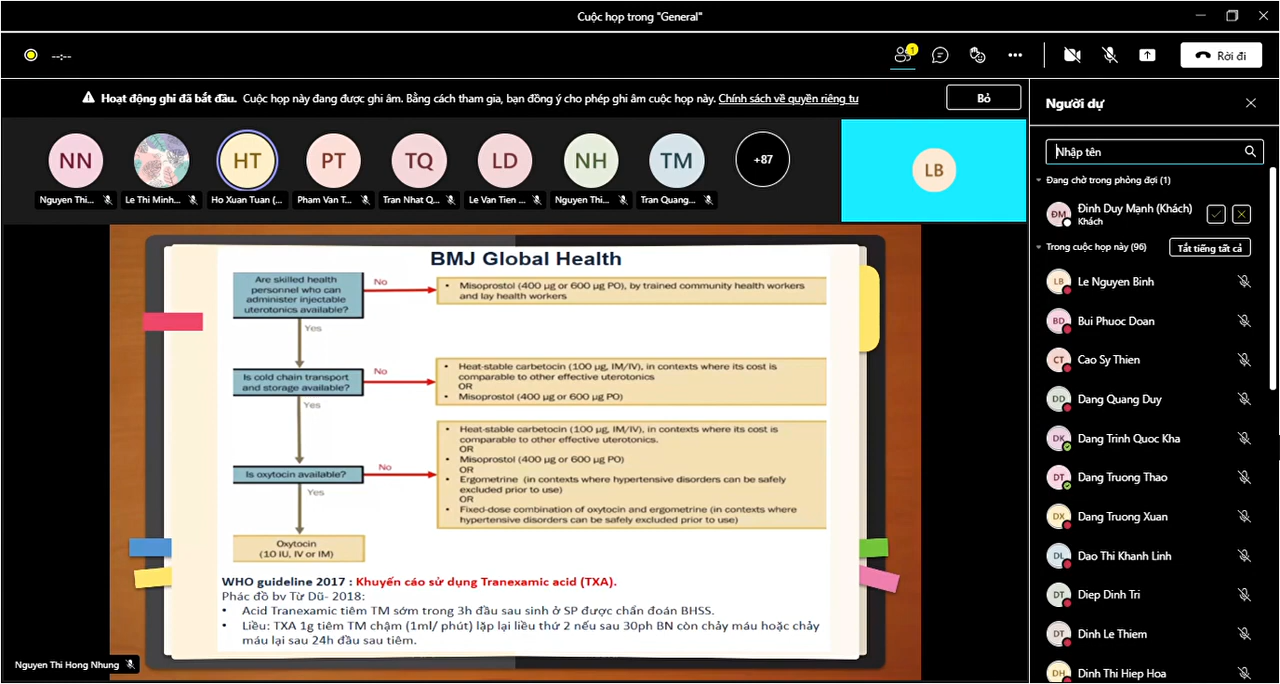 Cuộc họp trong "General"
--:--
1
Rời đi
Hoạt động ghi đã bắt đầu. Cuộc họp này đang được ghi âm. Bằng cách tham gia, bạn đồng ý cho phép ghi âm cuộc họp này. Chính sách về quyền riêng tư
Bỏ
NN
HT
PT
TQ
LD
NH
TM
+87
LB
Nguyen Thi...
Le Thi Minh...
Ho Xuan Tuan (...
Pham Van T...
Tran Nhat Q...
Le Van Tien ...
Nguyen Thi...
Tran Quang...
BMJ Global Health
Are skilled health
personnel who can
administer injectable
uterotonics available?
No
• Misoprostol (400 µg or 600 µg PO), by trained community health workers
and lay health workers
Yes
Is cold chain transport
and storage available?
No
• Heat-stable carbetocin (100 µg, IM/IV), in contexts where its cost is
comparable to other effective uterotonics
OR
• Misoprostol (400 µg or 600 µg PO)
Yes
Is oxytocin available?
No
• Heat-stable carbetocin (100 µg, IM/IV), in contexts where its cost is
comparable to other effective uterotonics.
OR
• Misoprostol (400 µg or 600 µg PO)
OR
• Ergometrine (in contexts where hypertensive disorders can be safely
excluded prior to use)
OR
• Fixed-dose combination of oxytocin and ergometrine (in contexts where
hypertensive disorders can be safely excluded prior to use)
Yes
Oxytocin
(10 IU, IV or IM)
WHO guideline 2017 : Khuyến cáo sử dụng Tranexamic acid (TXA).
Phác đồ bv Từ Dũ- 2018:
• Acid Tranexamic tiêm TM sớm trong 3h đầu sau sinh ở SP được chẩn đoán BHSS.
• Liều: TXA 1g tiêm TM chậm (1ml/ phút) lặp lại liều thứ 2 nếu sau 30ph BN còn chảy máu hoặc chảy
máu lại sau 24h đầu sau tiêm.
Nguyen Thi Hong Nhung
Người dự
Nhập tên
Đang chờ trong phòng đợi (1)
ĐM
Đinh Duy Mạnh (Khách)
Khách
Trong cuộc họp này (96)
Tắt tiếng tất cả
LB Le Nguyen Binh
BD Bui Phuoc Doan
CT Cao Sy Thien
DD Dang Quang Duy
DK Dang Trinh Quoc Kha
DT Dang Truong Thao
DX Dang Truong Xuan
DL Dao Thi Khanh Linh
DT Diep Dinh Tri
DT Dinh Le Thiem
DH Dinh Thi Hiep Hoa